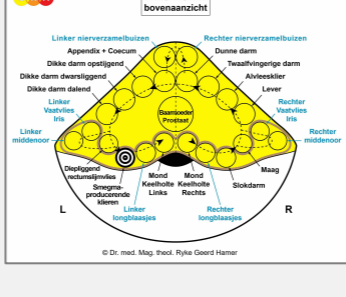 bovenaanzicht
Linker nierverzamelbuizen
Rechter nierverzamelbuizen
Appendix + Coecum
Dunne darm
Dikke darm opstijgend
Twaalfvingerige darm
Dikke darm dwarsliggend
Alvleesklier
Dikke darm dalend
Lever
Linker
Vaatvlies
Iris
Rechter
Vaatvlies
Iris
Baarmoeder
Prostaat
Linker
middenoor
Rechter
middenoor
Diepliggend
rectumslijmvlies
Smegma-
producerende
klieren
Mond
Keelholte
Links
Mond
Keelholte
Rechts
Maag
Slokdarm
Linker
longblaasjes
Rechter
longblaasjes
L
R
© Dr. med. Mag. theol. Ryke Geerd Hamer